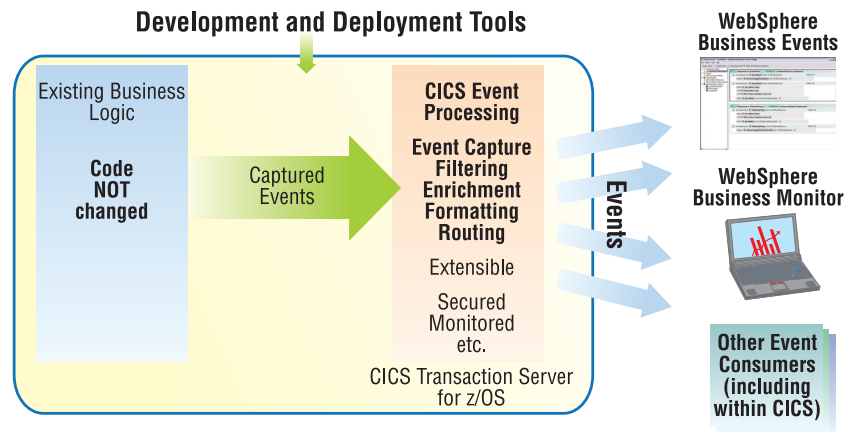 Development and Deployment Tools
Existing Business
Logic
Code
NOT
changed
Captured
Events
CICS Event
Processing
Event Capture
Filtering
Enrichment
Formatting
Routing
Extensible
Secured
Monitored
etc.
CICS Transaction Server
for z/OS
Events
WebSphere
Business Events
WebSphere
Business Monitor
Other Event
Consumers
(including
within CICS)